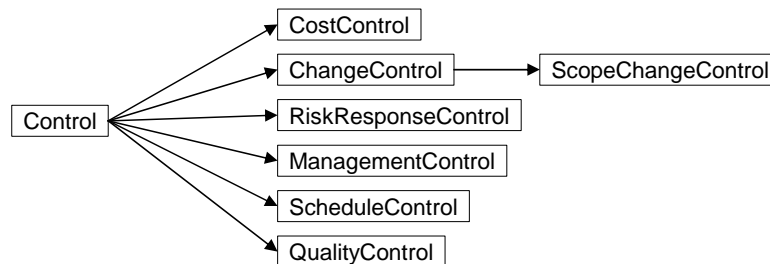 CostControl
ChangeControl
ScopeChangeControl
Control
RiskResponseControl
ManagementControl
ScheduleControl
QualityControl